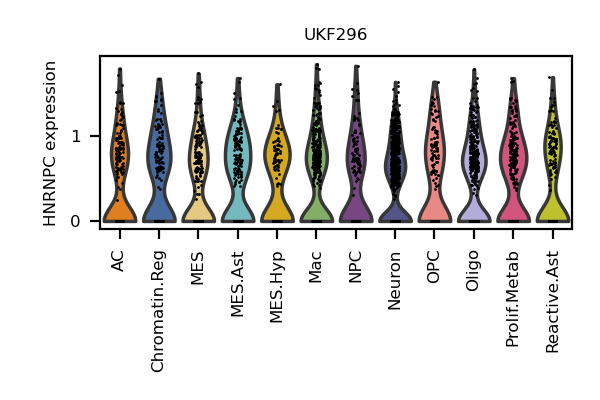 UKF296
HNRNPC expression
1
0
AC
Chromatin.Reg
MES
MES.Ast
MES.Hyp
Mac
NPC
Neuron
OPC
Oligo
Prolif.Metab
Reactive.Ast